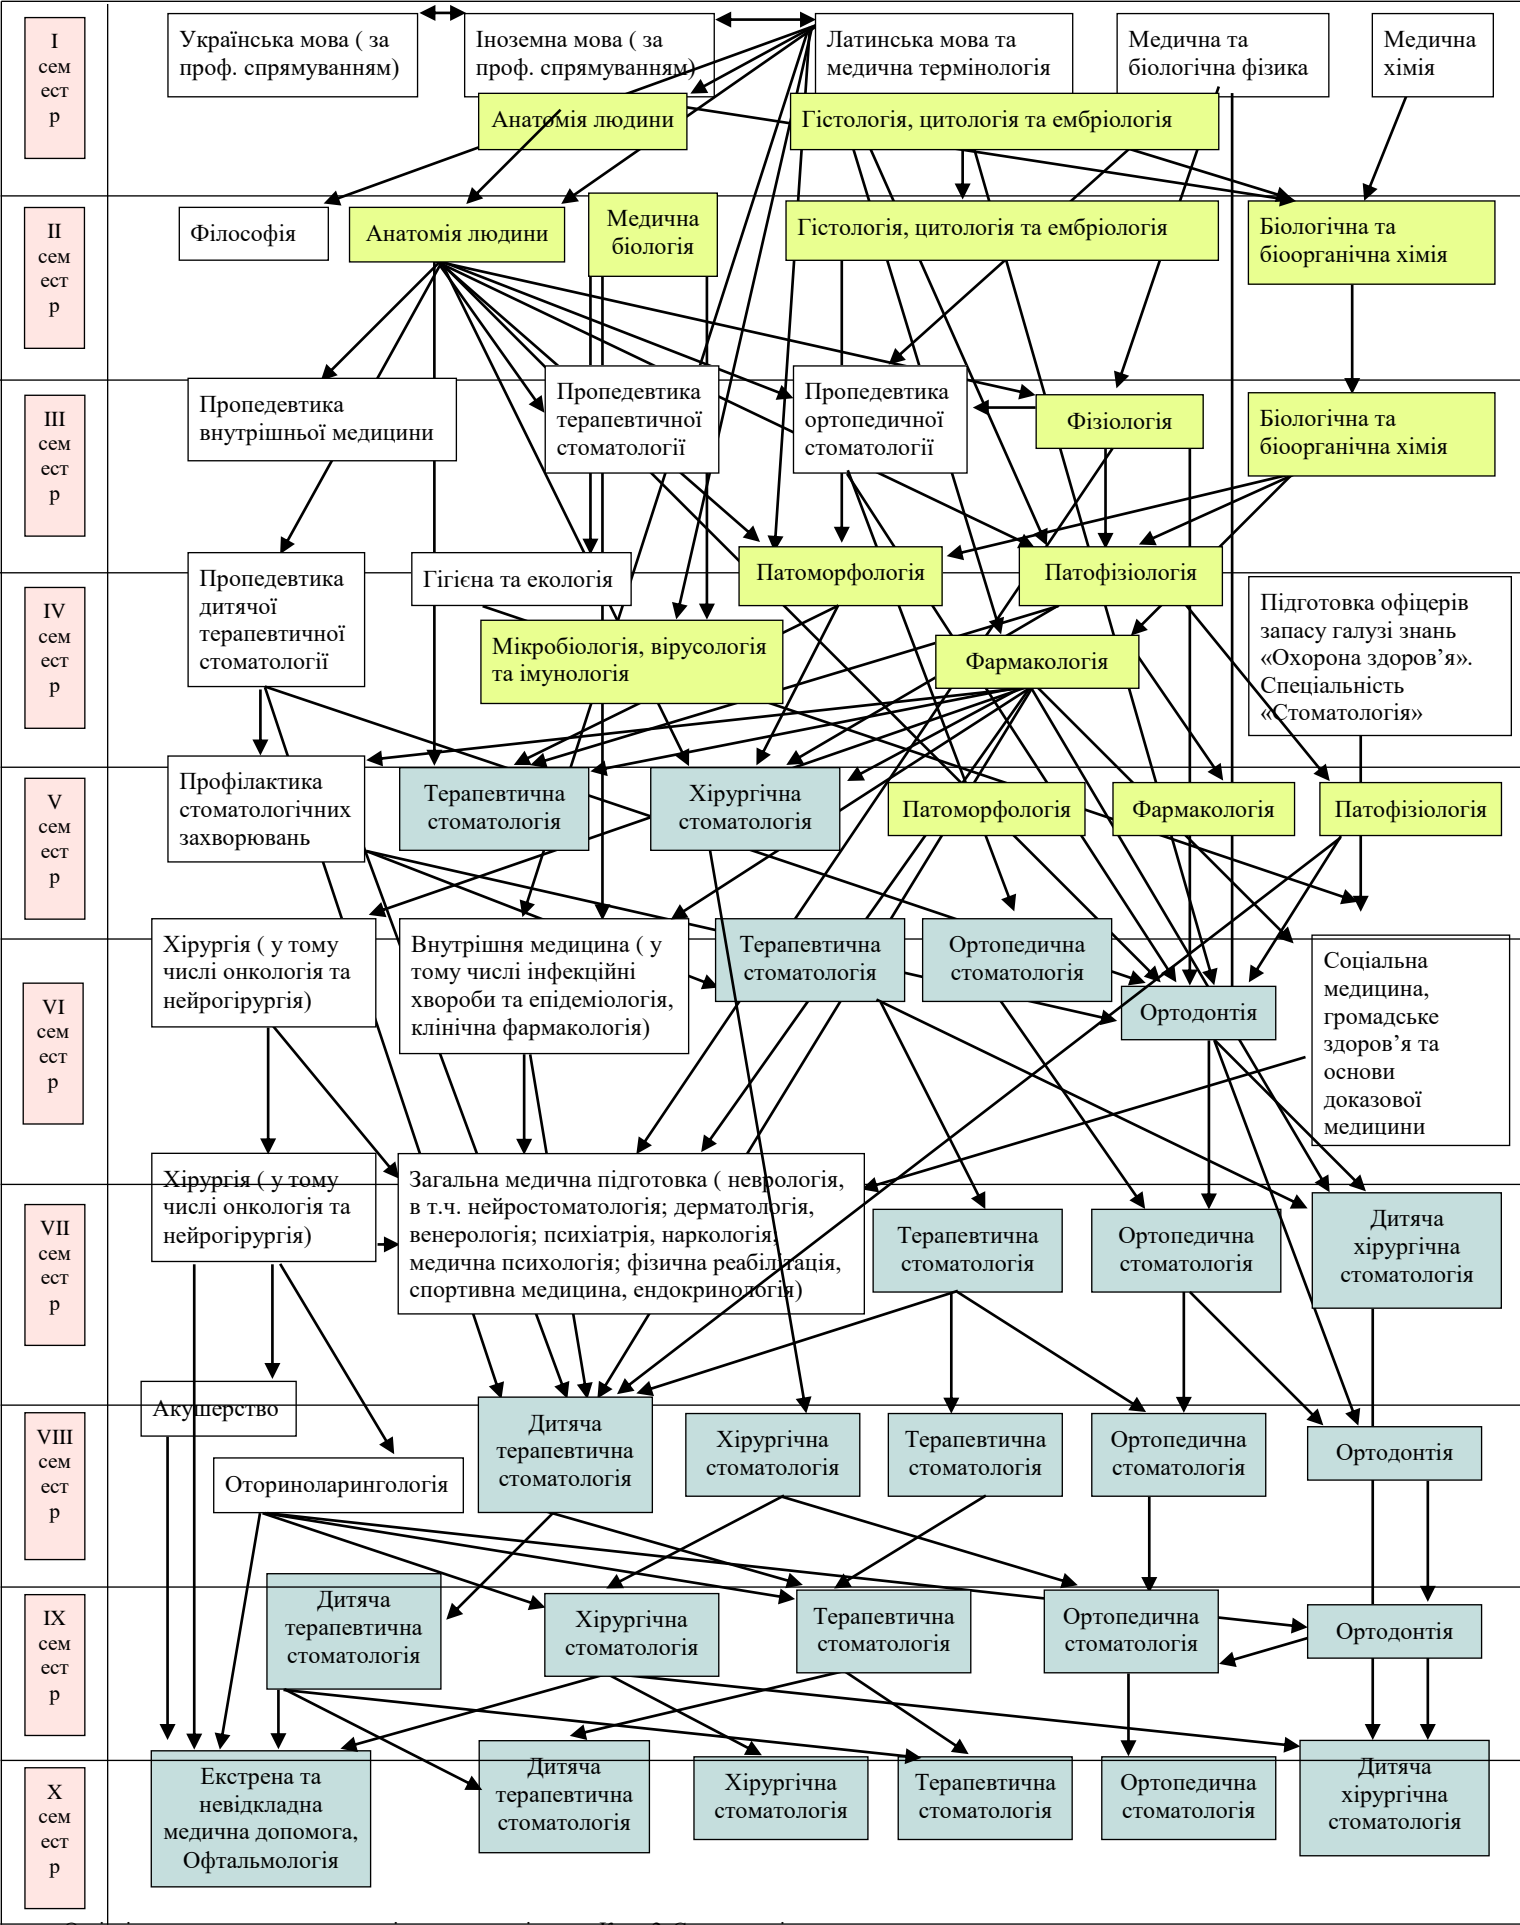 І
сем
ест
р
Українська мова ( за
проф. спрямуванням)
Іноземна мова ( за
проф. спрямуванням)
Латинська мова та
медична термінологія
Медична та
біологічна фізика
Медична
хімія
Анатомія людини
Гістологія, цитологія та ембріологія
ІІ
сем
ест
р
Філософія
Анатомія людини
Медична
біологія
Гістологія, цитологія та ембріологія
Біологічна та
біоорганічна хімія
ІІІ
сем
ест
р
Пропедевтика
внутрішньої медицини
Пропедевтика
терапевтичної
стоматології
Пропедевтика
ортопедичної
стоматології
Фізіологія
Біологічна та
біоорганічна хімія
IV
сем
ест
р
Пропедевтика
дитячої
терапевтичної
стоматології
Гігієна та екологія
Мікробіологія, вірусологія
та імунологія
Патоморфологія
Патофізіологія
Фармакологія
Підготовка офіцерів
запасу галузі знань
«Охорона здоров’я».
Спеціальність
«Стоматологія»
V
сем
ест
р
Профілактика
стоматологічних
захворювань
Терапевтична
стоматологія
Хірургічна
стоматологія
Патоморфологія
Фармакологія
Патофізіологія
VI
сем
ест
р
Хірургія ( у тому
числі онкологія та
нейрогірургія)
Внутрішня медицина ( у
тому числі інфекційні
хвороби та епідеміологія,
клінічна фармакологія)
Терапевтична
стоматологія
Ортопедична
стоматологія
Ортодонтія
Соціальна
медицина,
громадське
здоров’я та
основи
доказової
медицини
VII
сем
ест
р
Хірургія ( у тому
числі онкологія та
нейрогірургія)
Загальна медична підготовка ( неврологія,
в т.ч. нейростоматологія; дерматологія,
венерологія; психіатрія, наркологія,
медична психологія; фізична реабілітація,
спортивна медицина, ендокринологія)
Терапевтична
стоматологія
Ортопедична
стоматологія
Дитяча
хірургічна
стоматологія
VIII
сем
ест
р
Акушерство
Оториноларингологія
Дитяча
терапевтична
стоматологія
Хірургічна
стоматологія
Терапевтична
стоматологія
Ортопедична
стоматологія
Ортодонтія
IX
сем
ест
р
Дитяча
терапевтична
стоматологія
Хірургічна
стоматологія
Терапевтична
стоматологія
Ортопедична
стоматологія
Ортодонтія
X
сем
ест
р
Екстрена та
невідкладна
медична допомога,
Офтальмологія
Дитяча
терапевтична
стоматологія
Хірургічна
стоматологія
Терапевтична
стоматологія
Ортопедична
стоматологія
Дитяча
хірургічна
стоматологія